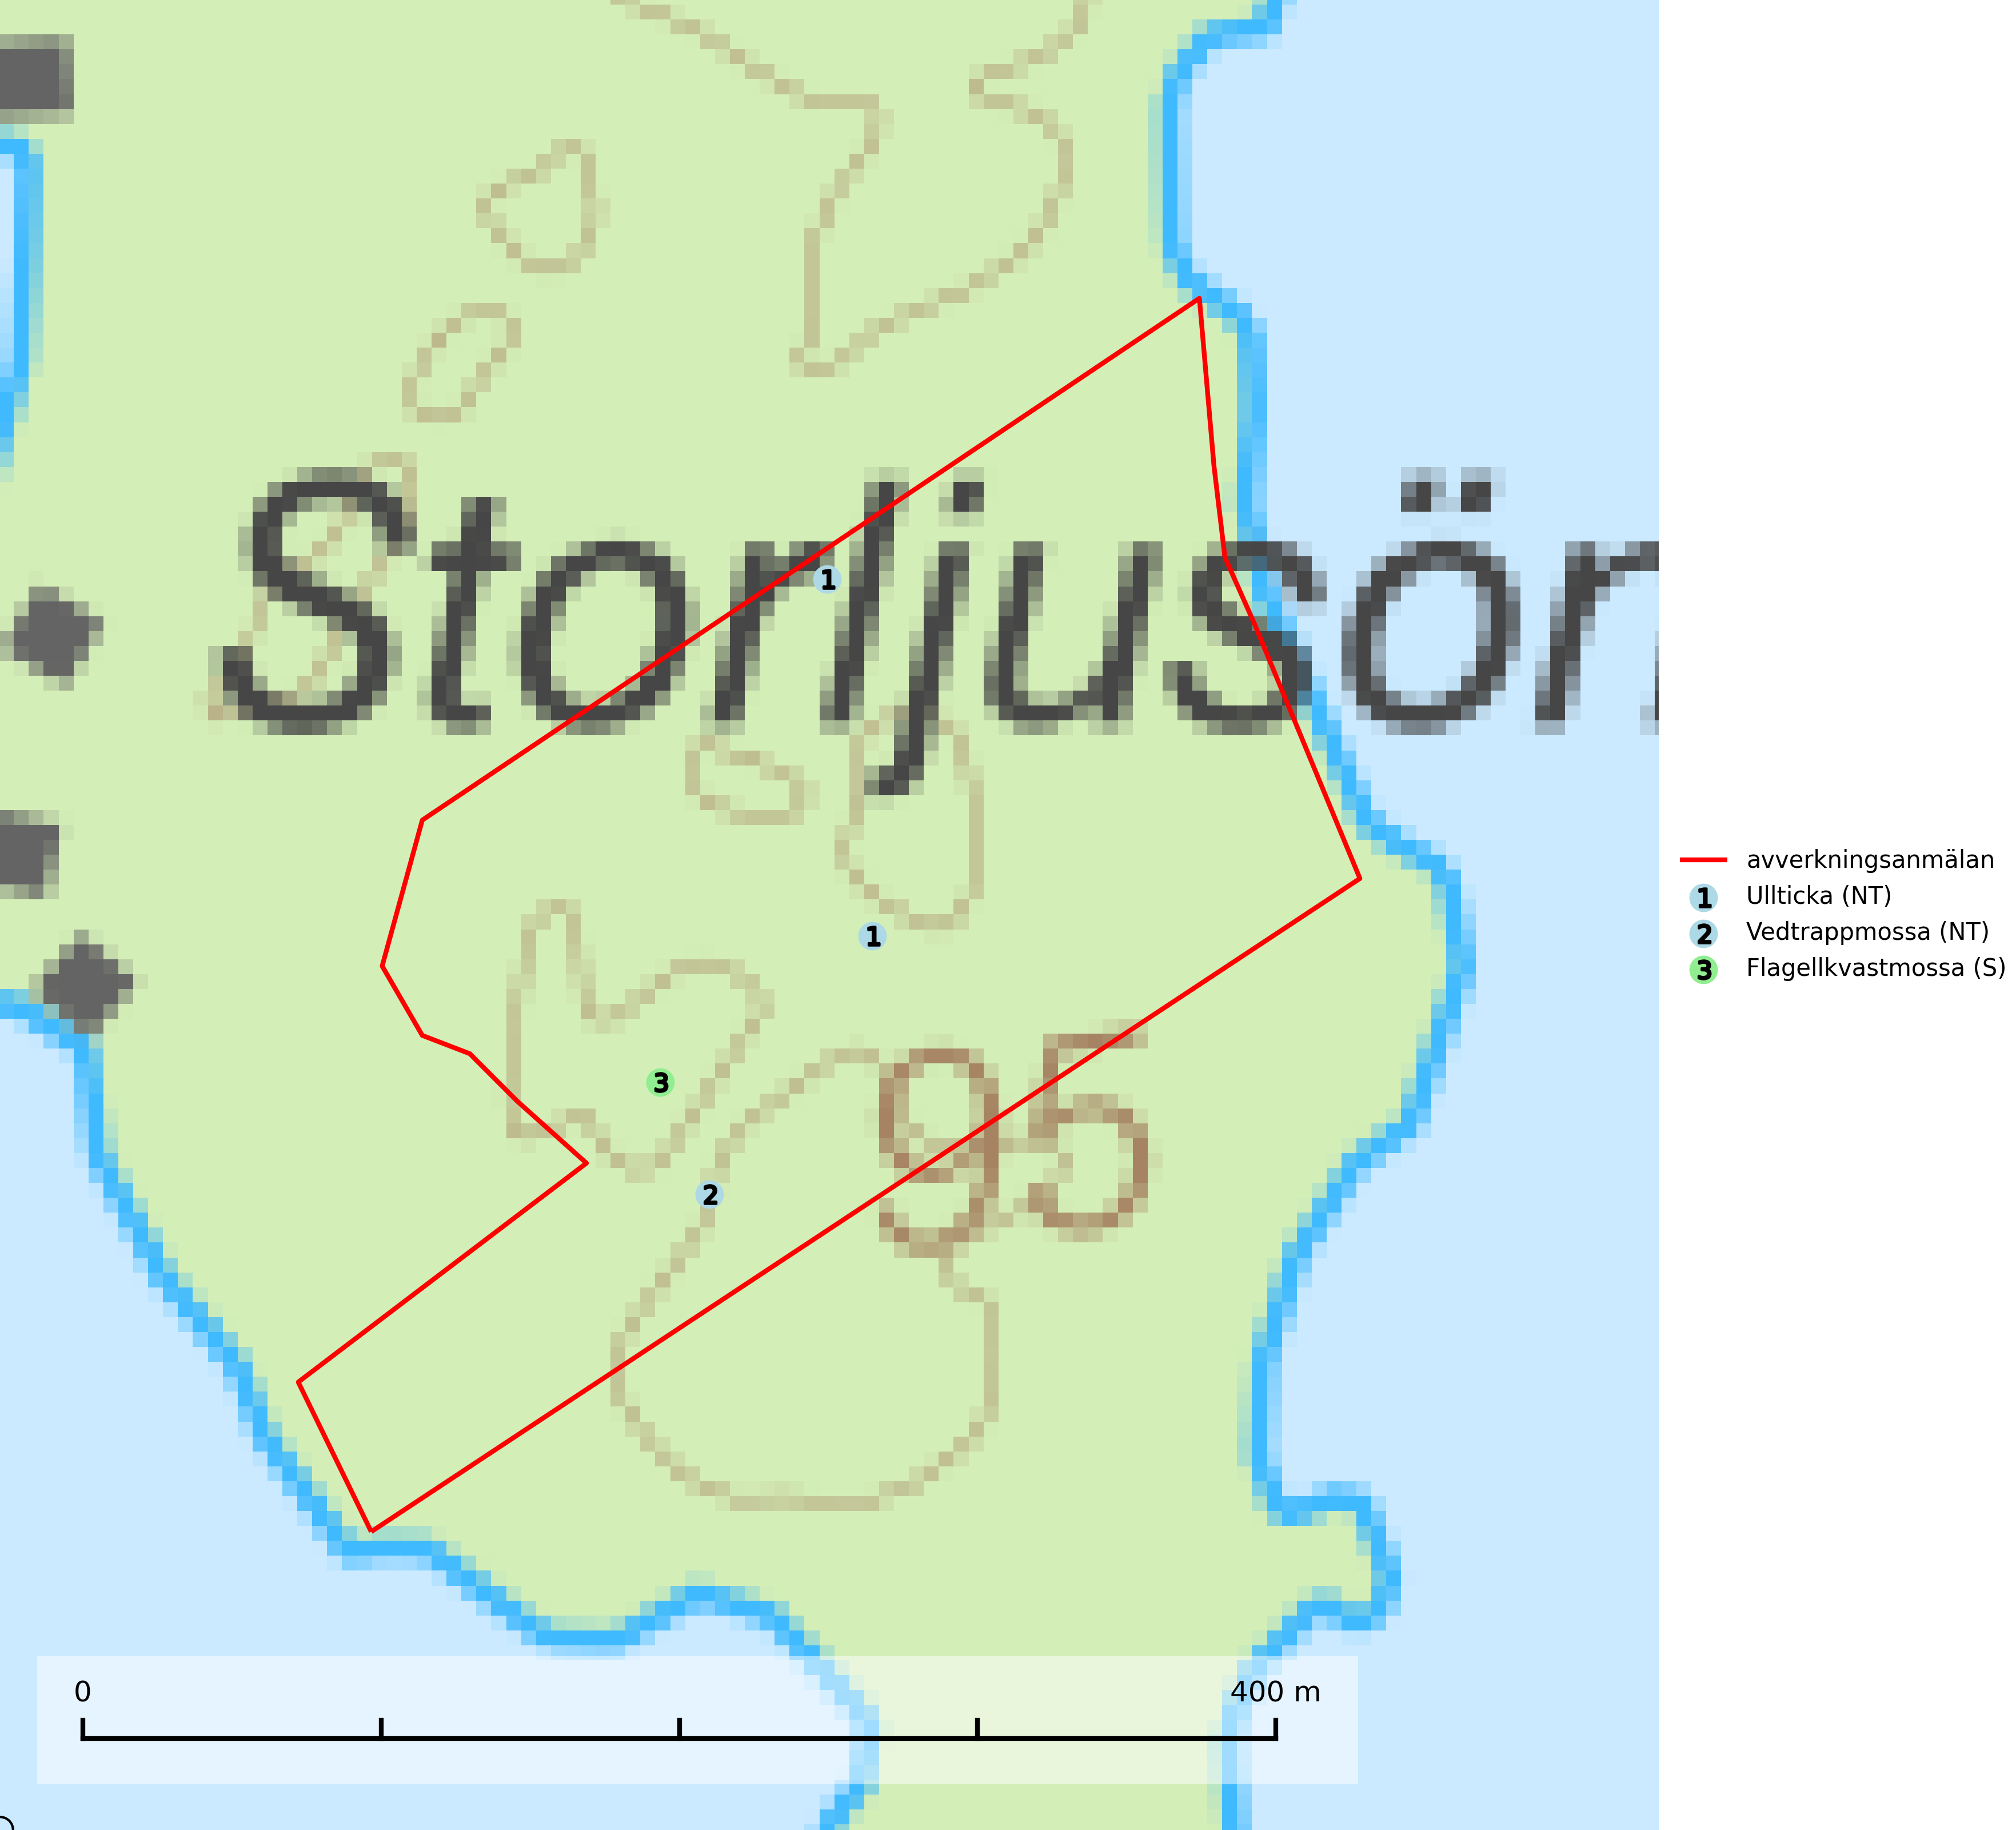 Storljusör
1
1
95
3
2
avverkningsanmälan
1 Ullticka (NT)
2 Vedtrappmossa (NT)
3 Flagellkvastmossa (S)
0 400 m